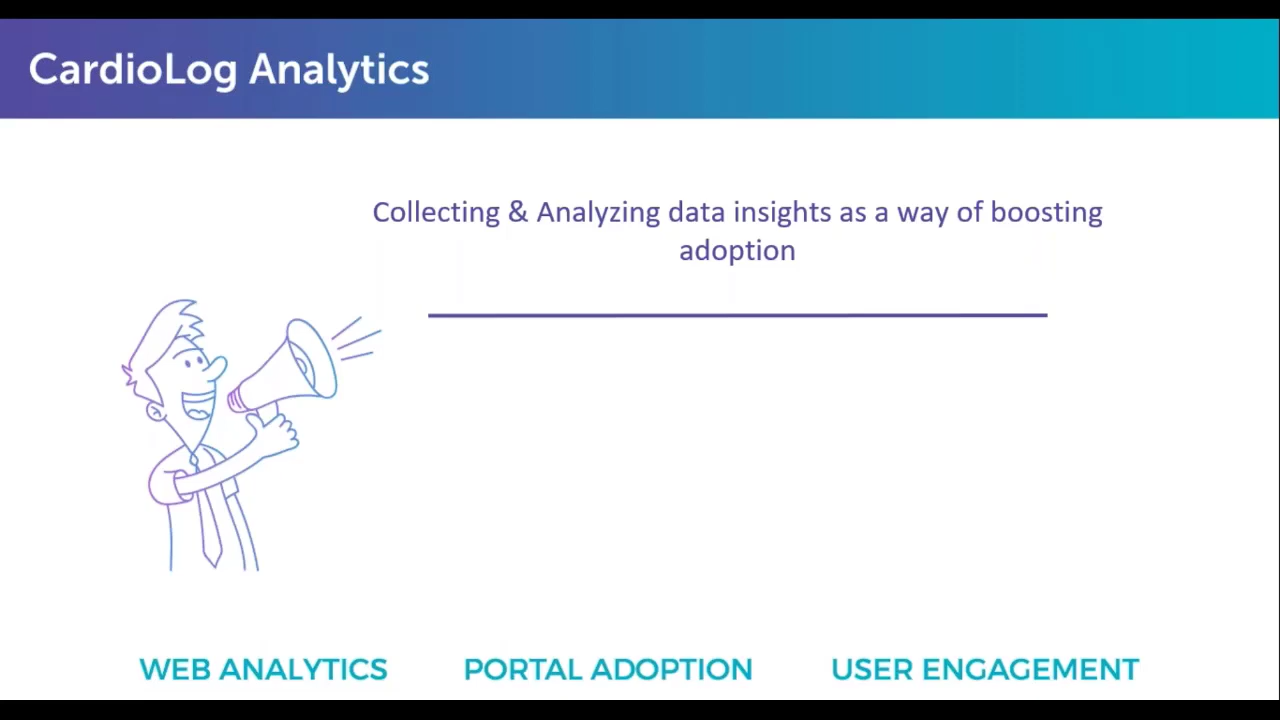 CardioLog Analytics
Collecting & Analyzing data insights as a way of boosting
adoption
WEB ANALYTICS
PORTAL ADOPTION
USER ENGAGEMENT